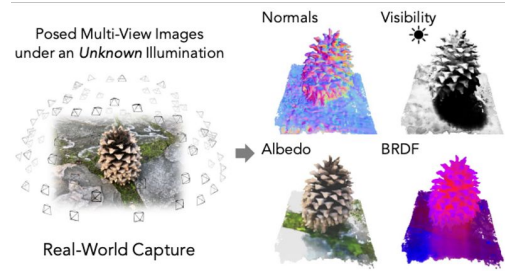 Posed Multi-View Images
under an Unknown Illumination
Real-World Capture
Normals
Visibility
Albedo
BRDF